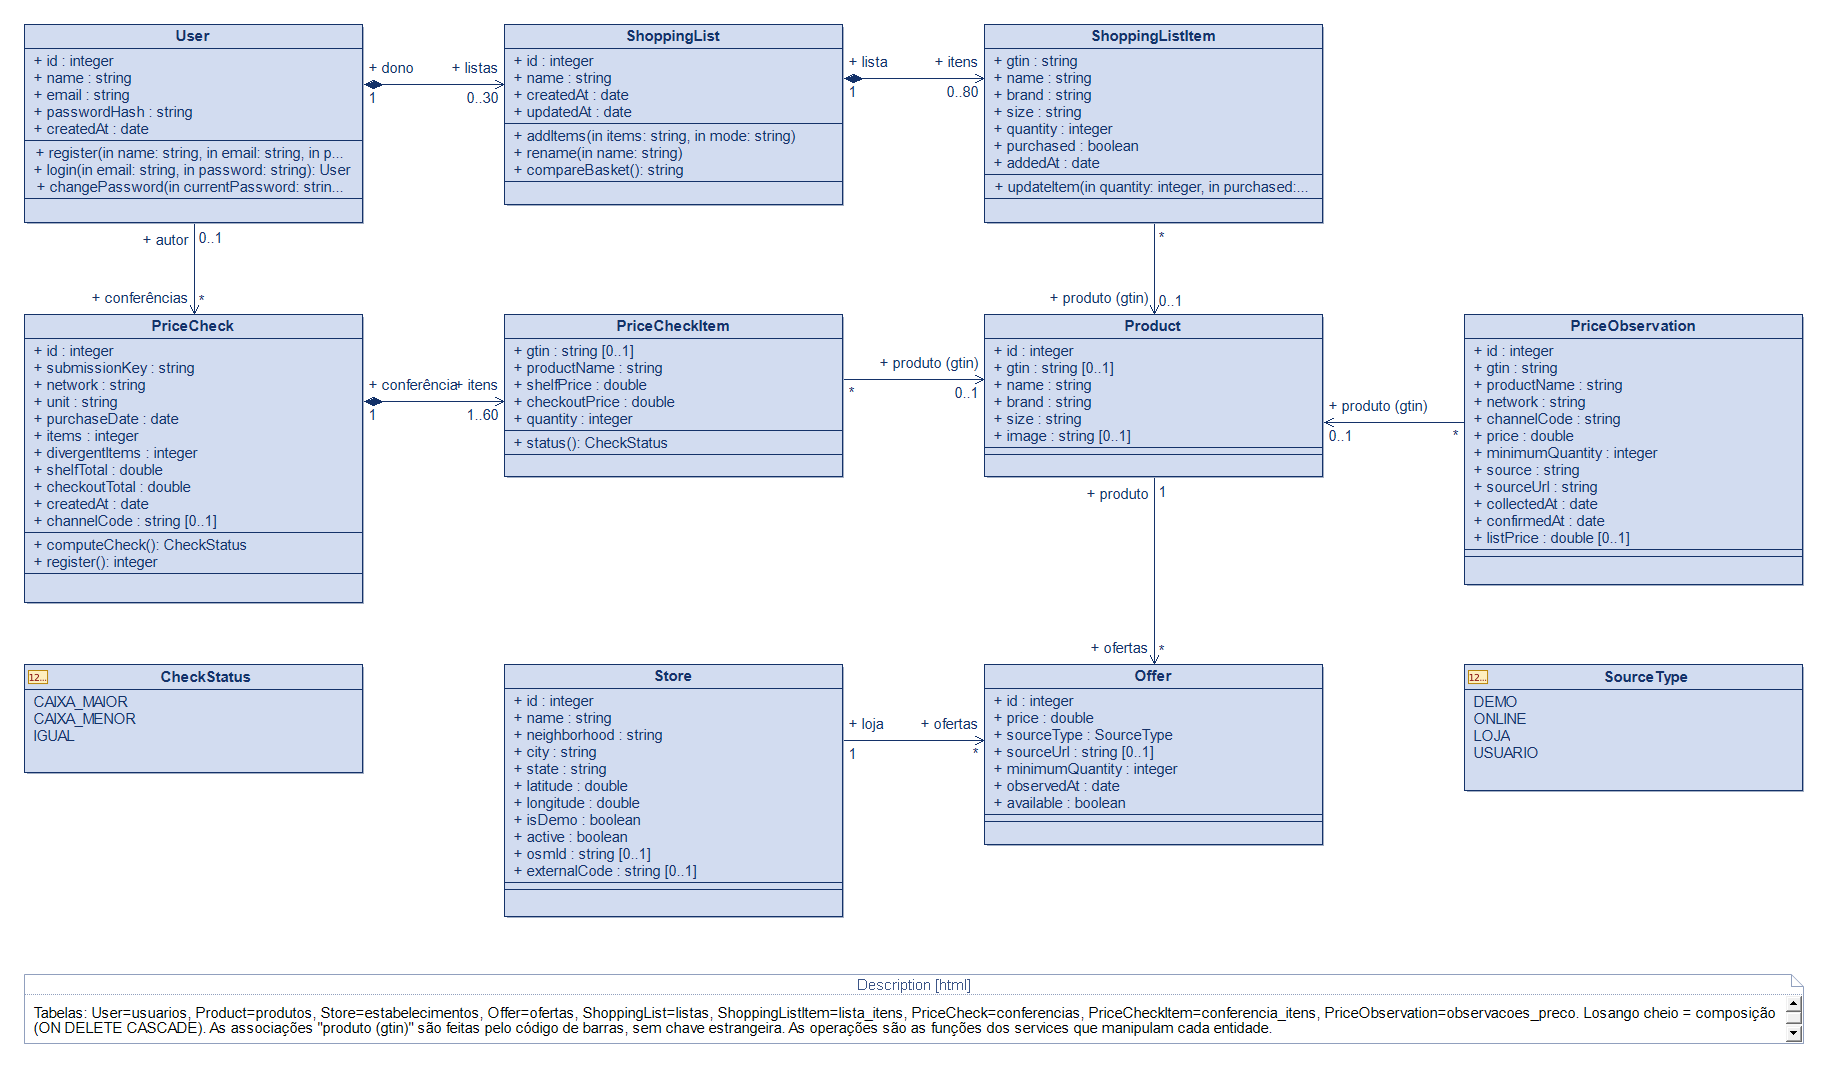 User
+ id : integer
+ name : string
+ email : string
+ passwordHash : string
+ createdAt : date
+ register(in name: string, in email: string, in p...
+ login(in email: string, in password: string): User
+ changePassword(in currentPassword: strin...
+ dono
+ listas
1
0..30
ShoppingList
+ id : integer
+ name : string
+ createdAt : date
+ updatedAt : date
+ addItems(in items: string, in mode: string)
+ rename(in name: string)
+ compareBasket(): string
+ lista
+ itens
1
0..80
ShoppingListItem
+ gtin : string
+ name : string
+ brand : string
+ size : string
+ quantity : integer
+ purchased : boolean
+ addedAt : date
+ updateItem(in quantity: integer, in purchased:...
+ autor
0..1
+ conferências
*
*
+ produto (gtin)
0..1
PriceCheck
+ id : integer
+ submissionKey : string
+ network : string
+ unit : string
+ purchaseDate : date
+ items : integer
+ divergentItems : integer
+ shelfTotal : double
+ checkoutTotal : double
+ createdAt : date
+ channelCode : string [0..1]
+ computeCheck(): CheckStatus
+ register(): integer
+ conferência
+ itens
1
1..60
PriceCheckItem
+ gtin : string [0..1]
+ productName : string
+ shelfPrice : double
+ checkoutPrice : double
+ quantity : integer
+ status(): CheckStatus
+ produto (gtin)
*
0..1
Product
+ id : integer
+ gtin : string [0..1]
+ name : string
+ brand : string
+ size : string
+ image : string [0..1]
+ produto (gtin)
0..1
*
PriceObservation
+ id : integer
+ gtin : string
+ productName : string
+ network : string
+ channelCode : string
+ price : double
+ minimumQuantity : integer
+ source : string
+ sourceUrl : string
+ collectedAt : date
+ confirmedAt : date
+ listPrice : double [0..1]
+ produto
1
+ ofertas
*
12...
CheckStatus
CAIXA_MAIOR
CAIXA_MENOR
IGUAL
Store
+ id : integer
+ name : string
+ neighborhood : string
+ city : string
+ state : string
+ latitude : double
+ longitude : double
+ isDemo : boolean
+ active : boolean
+ osmId : string [0..1]
+ externalCode : string [0..1]
+ loja
+ ofertas
1
*
Offer
+ id : integer
+ price : double
+ sourceType : SourceType
+ sourceUrl : string [0..1]
+ minimumQuantity : integer
+ observedAt : date
+ available : boolean
12...
SourceType
DEMO
ONLINE
LOJA
USUARIO
Description [html]
Tabelas: User=usuarios, Product=produtos, Store=estabelecimentos, Offer=ofertas, ShoppingList=listas, ShoppingListItem=lista_itens, PriceCheck=conferencias, PriceCheckItem=conferencia_itens, PriceObservation=observacoes_preco. Losango cheio = composição
(ON DELETE CASCADE). As associações "produto (gtin)" são feitas pelo código de barras, sem chave estrangeira. As operações são as funções dos services que manipulam cada entidade.